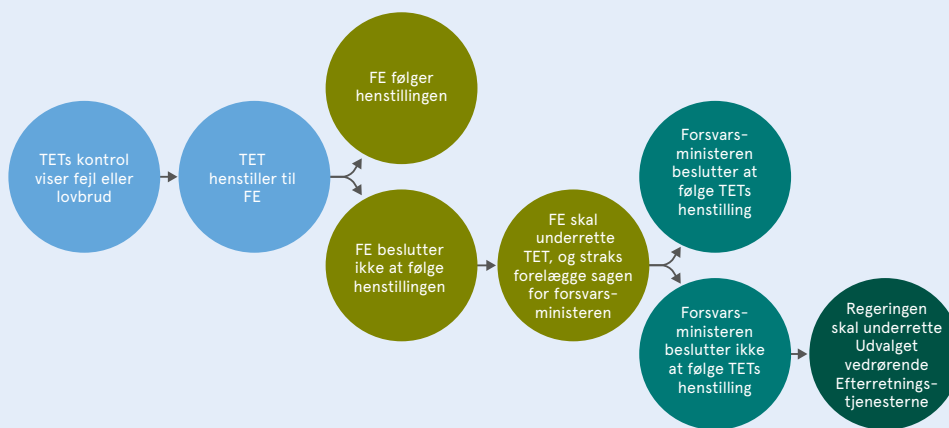 TETs kontrol
viser fejl eller
lovbrud
TET
henstiller til
FE
FE følger
henstillingen
FE beslutter
ikke at følge
henstillingen
FE skal
underrette
TET, og straks
forelægge sagen
for forsvars-
ministeren
Forsvars-
ministeren
beslutter at
følge TETs
henstilling
Forsvars-
ministeren
beslutter ikke
at følge TETs
henstilling
Regeringen
skal underrette
Udvalget
vedrørende
Efterretnings-
tjenesterne